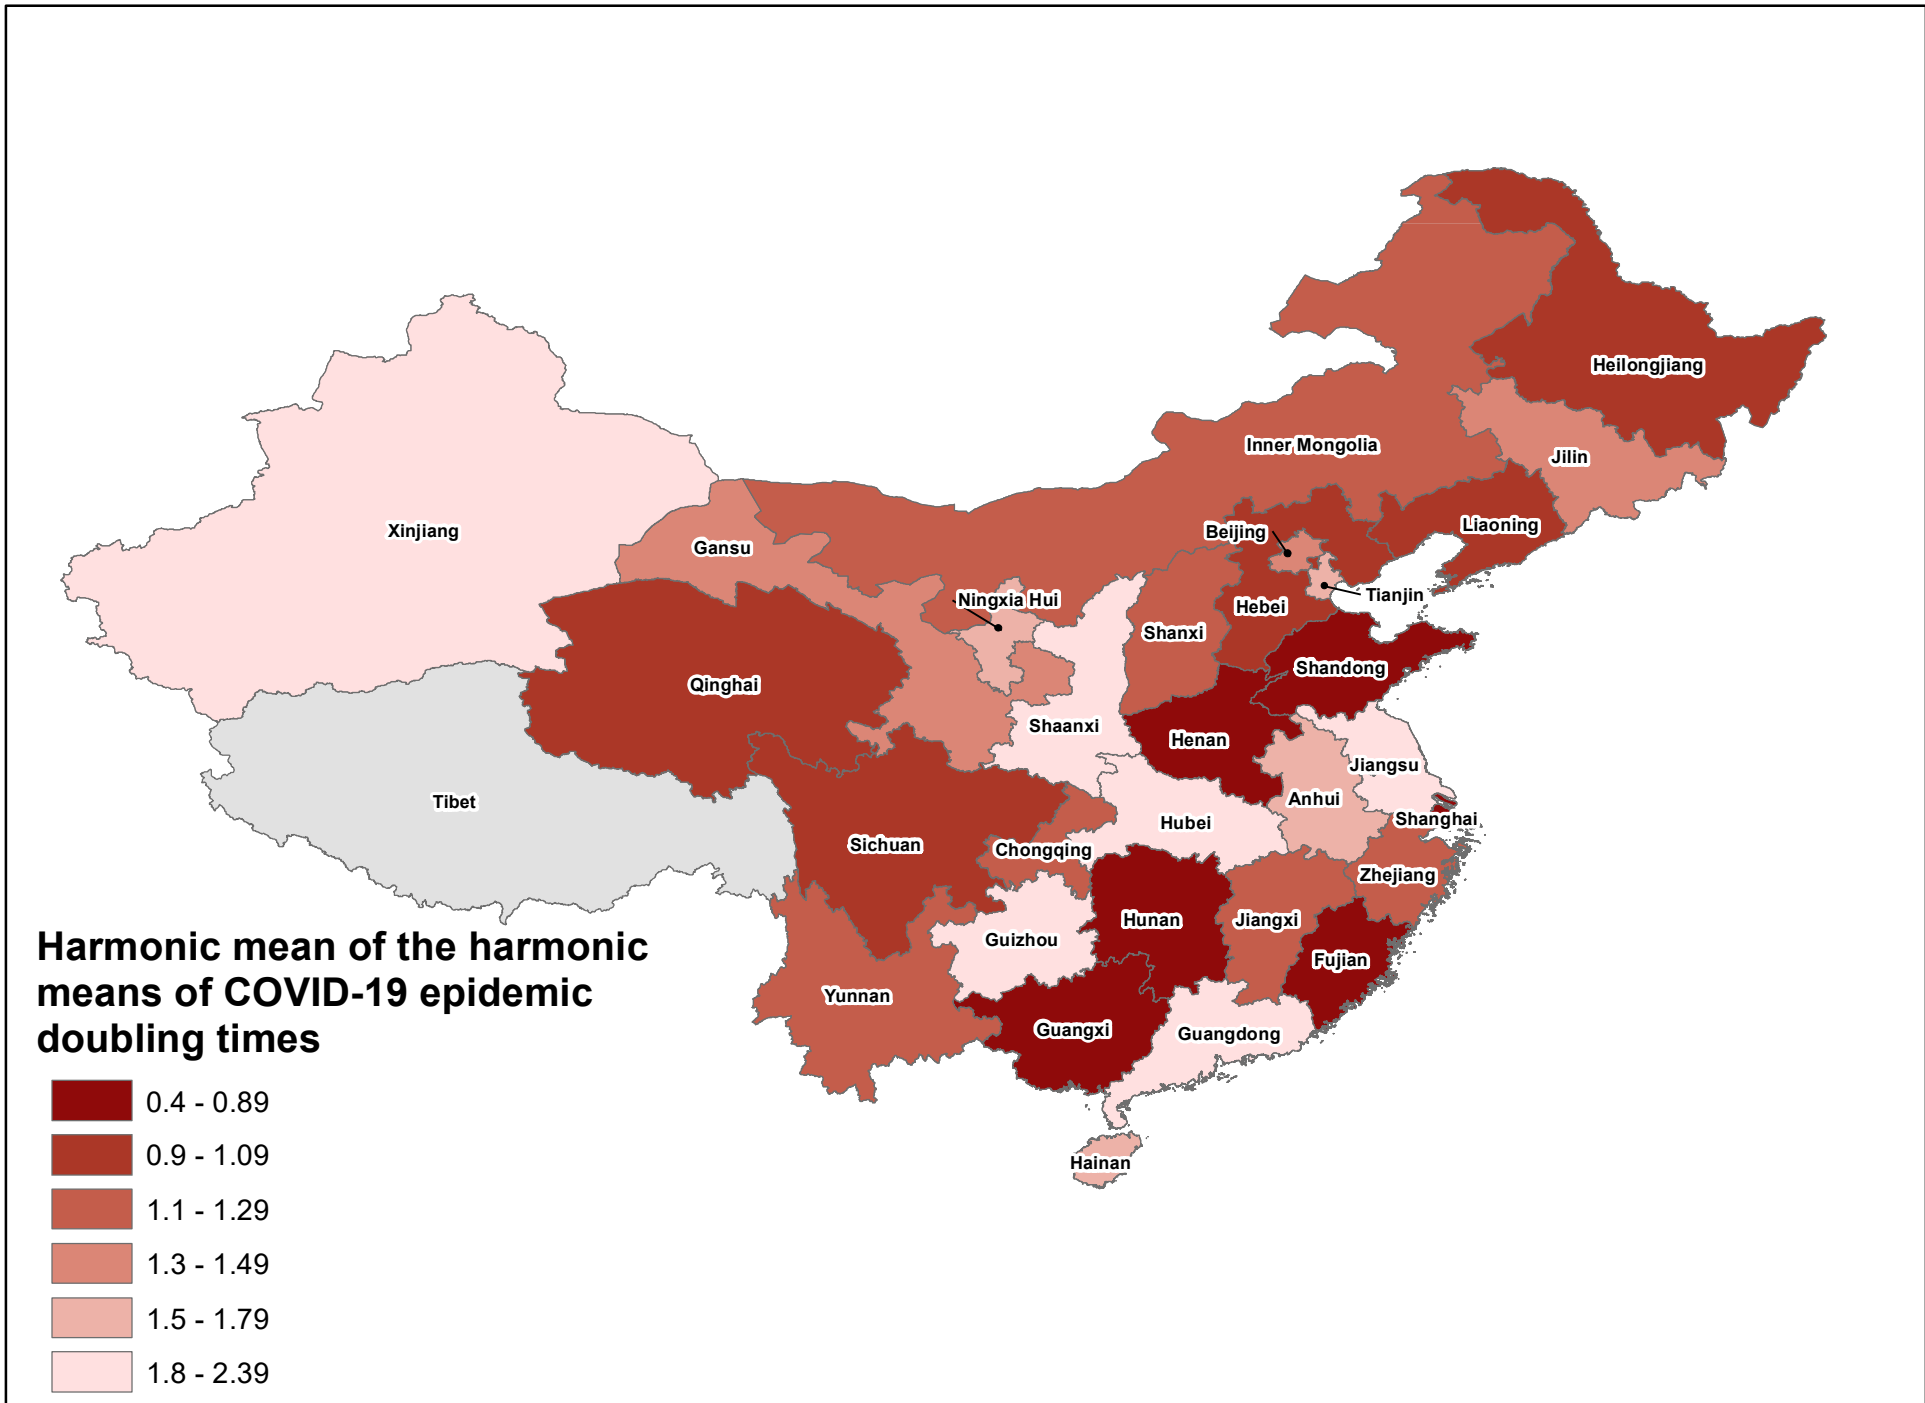 Heilongjiang
Inner Mongolia
Jilin
Xinjiang
Liaoning
Beijing
Gansu
Tianjin
Ningxia Hui
Hebei
Shanxi
Shandong
Qinghai
Shaanxi
Henan
Jiangsu
Tibet
Anhui
Shanghai
Hubei
Sichuan
Chongqing
Zhejiang
Hunan
Jiangxi
Guizhou
Fujian
Yunnan
Guangxi
Guangdong
Hainan
Harmonic mean of the harmonic
means of COVID-19 epidemic
doubling times
0.4 - 0.89
0.9 - 1.09
1.1 - 1.29
1.3 - 1.49
1.5 - 1.79
1.8 - 2.39